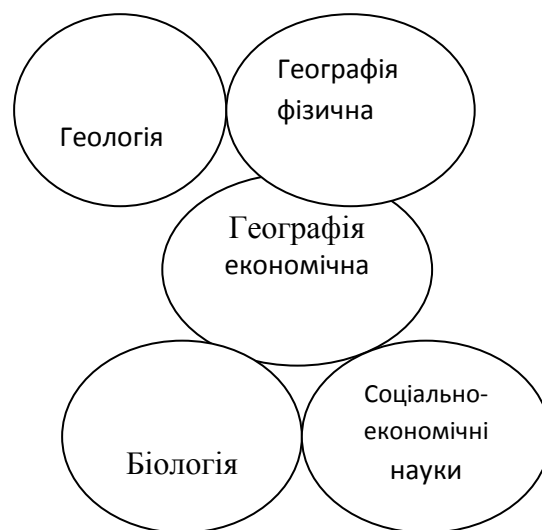 Геологія
Географія
фізична
Географія
економічна
Біологія
Соціально-
економічні
науки